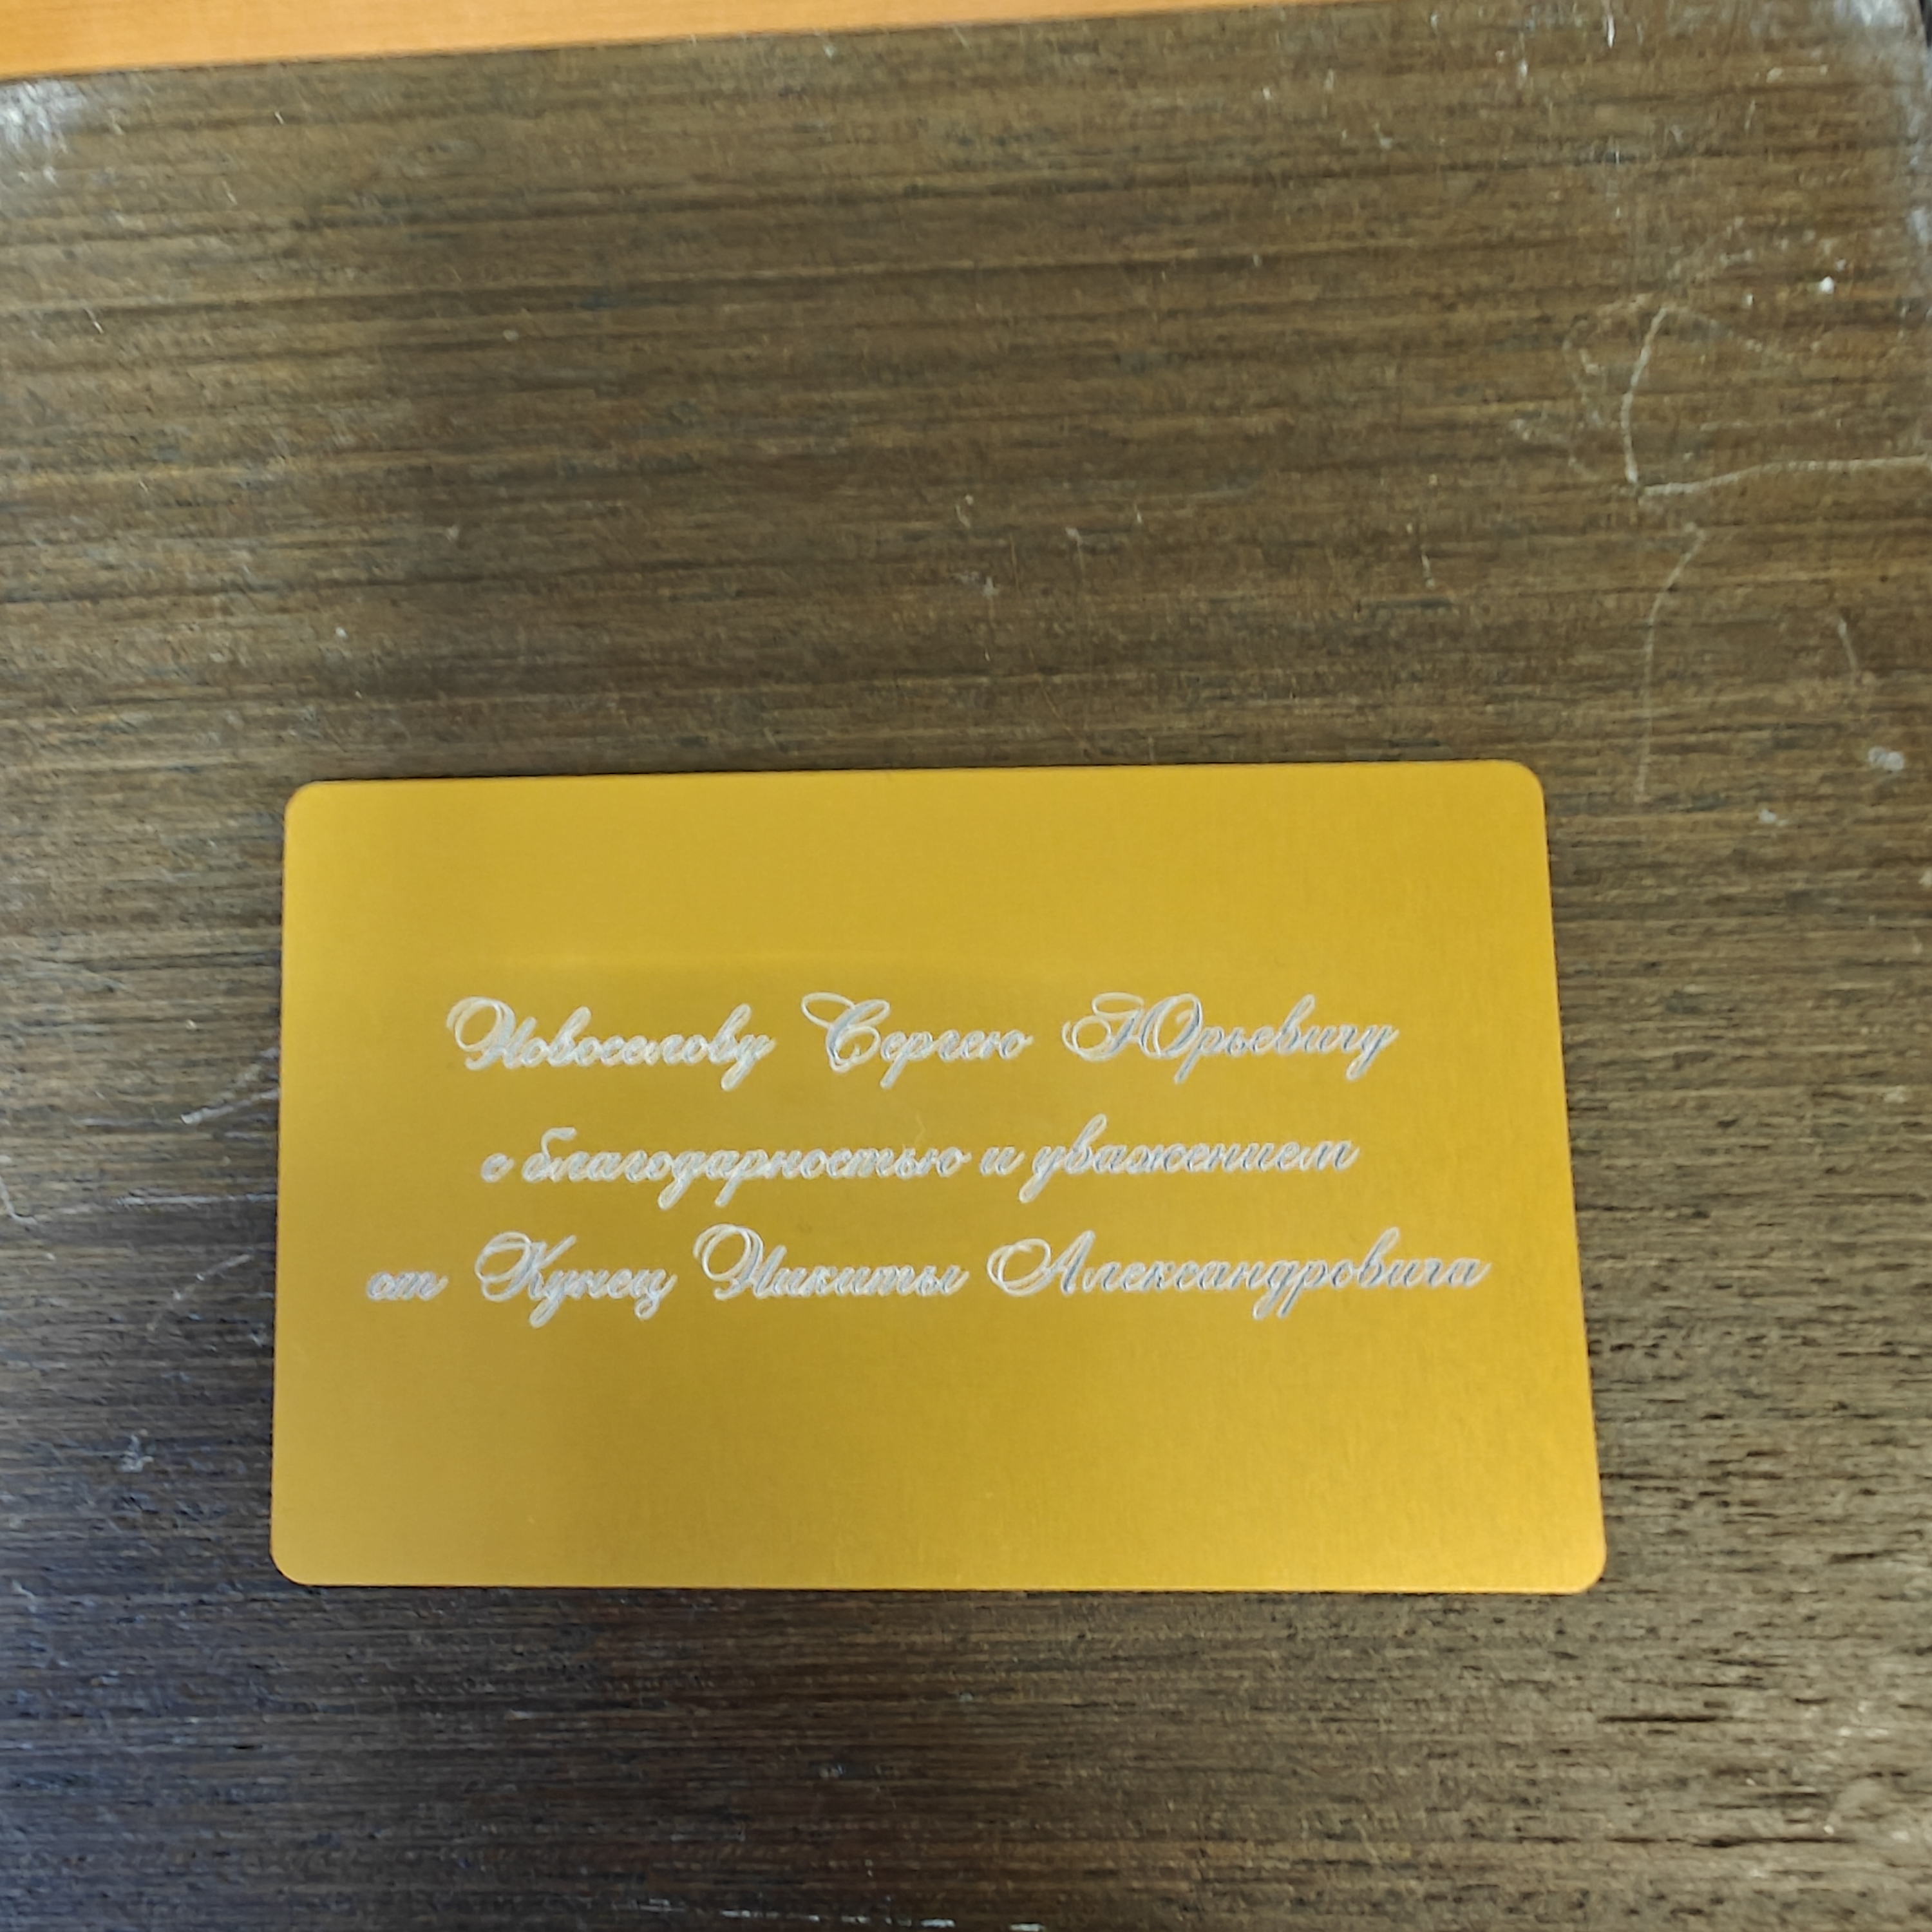 Новоселову Сергею Юрьевичу
с благодарностью и уважением
от Кунец Никиты Александровича